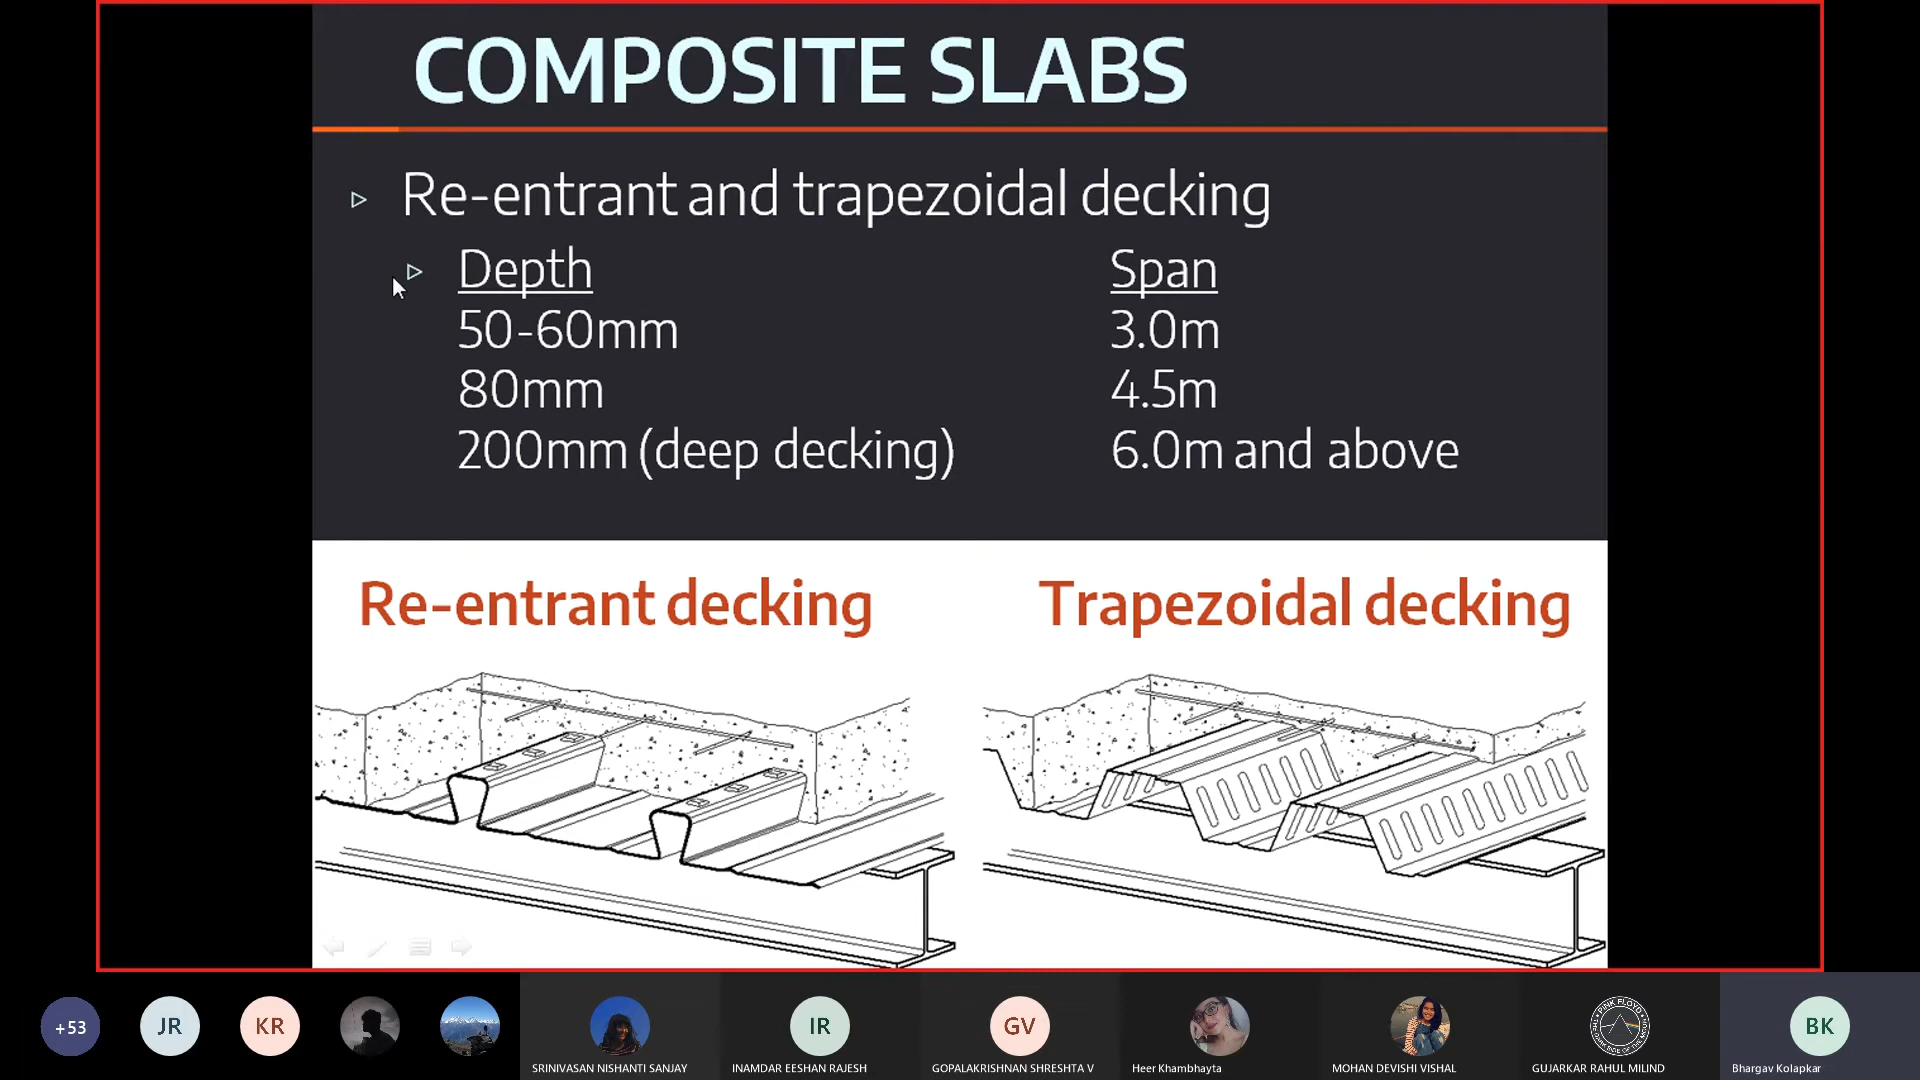 COMPOSITE SLABS
Re-entrant and trapezoidal decking
Depth Span
50-60mm 3.0m
80mm 4.5m
200mm (deep decking) 6.0m and above
Re-entrant decking Trapezoidal decking
+53 JR KR IR GV BK
SRINIVASAN NISHANTI SANJAY INAMDAR EESHAN RAJESH GOPALAKRISHNAN SHRESHTA V Heer Khambhayta MOHAN DEVISHI VISHAL GUJARKAR RAHUL MILIND Bhargav Kolapkar
PINK FLOYD